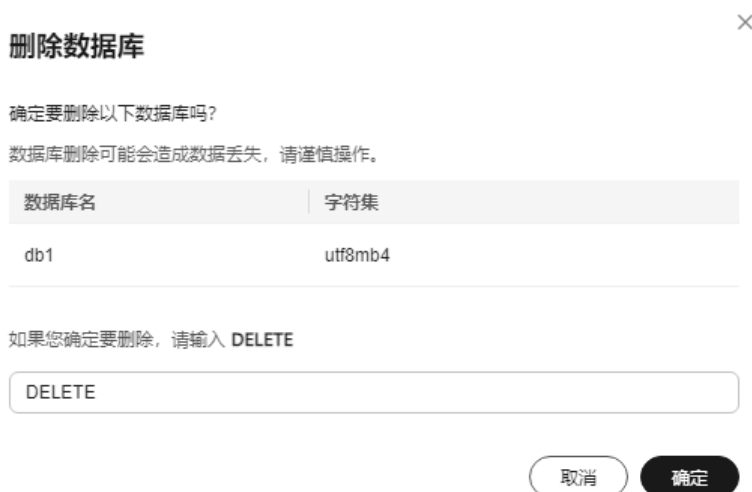 删除数据库
确定要删除以下数据库吗?
数据库删除可能会造成数据丢失，请谨慎操作。
数据库名 字符集
db1 utf8mb4
如果您确定要删除，请输入 DELETE
DELETE
取消 确定